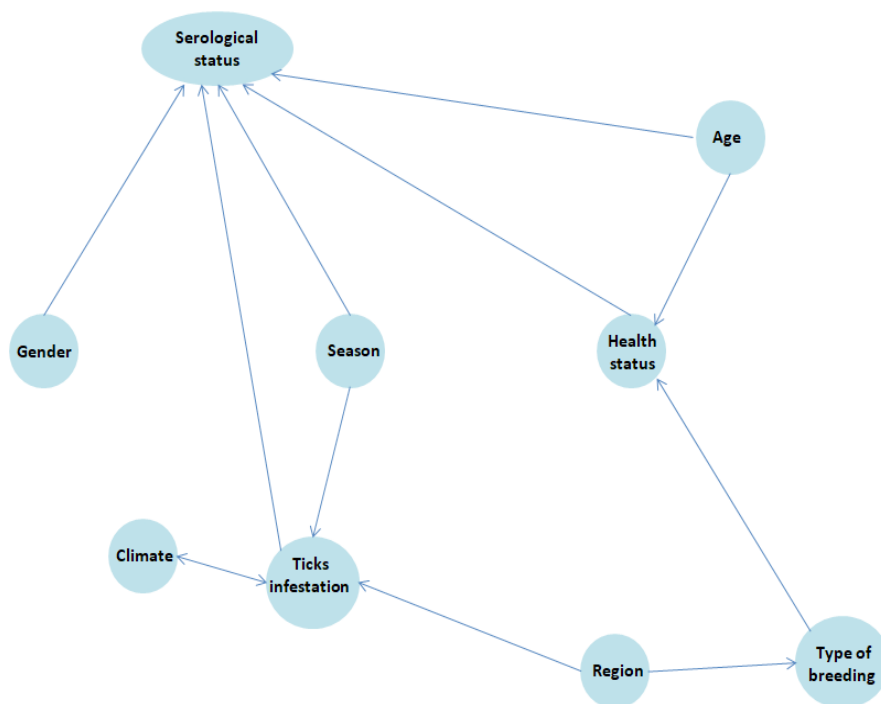 Serological
status
Age
Gender
Season
Health
status
Climate
Ticks
infestation
Region
Type of
breeding